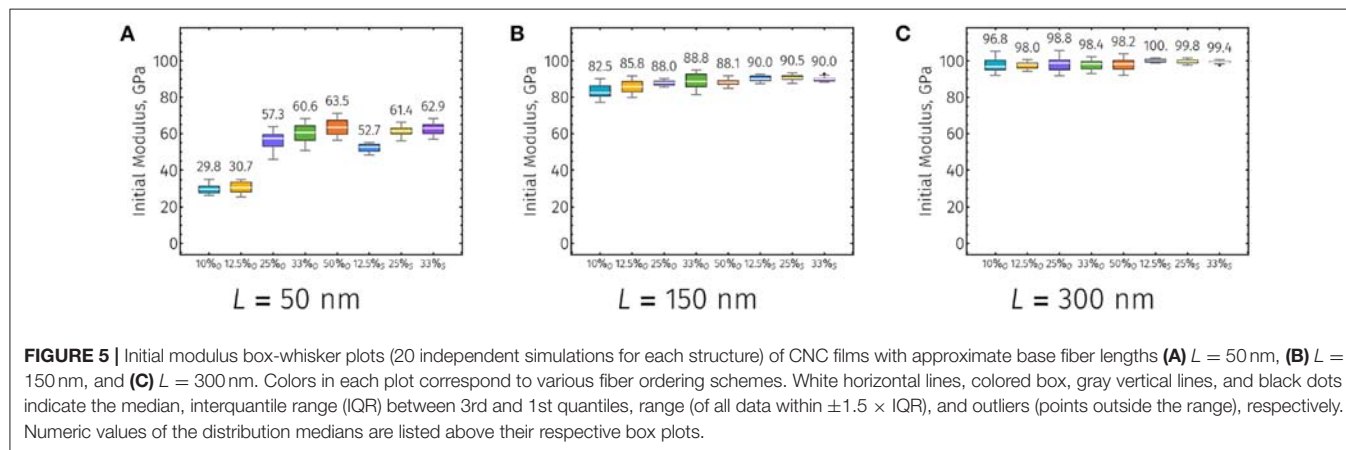 A
Initial Modulus, GPa
100
80
60
40
20
0
29.8 30.7 57.3 60.6 63.5 52.7 61.4 62.9
10%O 12.5%O 25%O 33%O 50%O 12.5%S 25%S 33%S
L = 50 nm
B
Initial Modulus, GPa
100
80
60
40
20
0
82.5 85.8 88.0 88.8 88.1 90.0 90.5 90.0
10%O 12.5%O 25%O 33%O 50%O 12.5%S 25%S 33%S
L = 150 nm
C
Initial Modulus, GPa
100
80
60
40
20
0
96.8 98.0 98.8 98.4 98.2 100. 99.8 99.4
10%O 12.5%O 25%O 33%O 50%O 12.5%S 25%S 33%S
L = 300 nm
FIGURE 5 | Initial modulus box-whisker plots (20 independent simulations for each structure) of CNC films with approximate base fiber lengths (A) L = 50 nm, (B) L =
150 nm, and (C) L = 300 nm. Colors in each plot correspond to various fiber ordering schemes. White horizontal lines, colored box, gray vertical lines, and black dots
indicate the median, interquantile range (IQR) between 3rd and 1st quantiles, range (of all data within ±1.5 × IQR), and outliers (points outside the range), respectively.
Numeric values of the distribution medians are listed above their respective box plots.